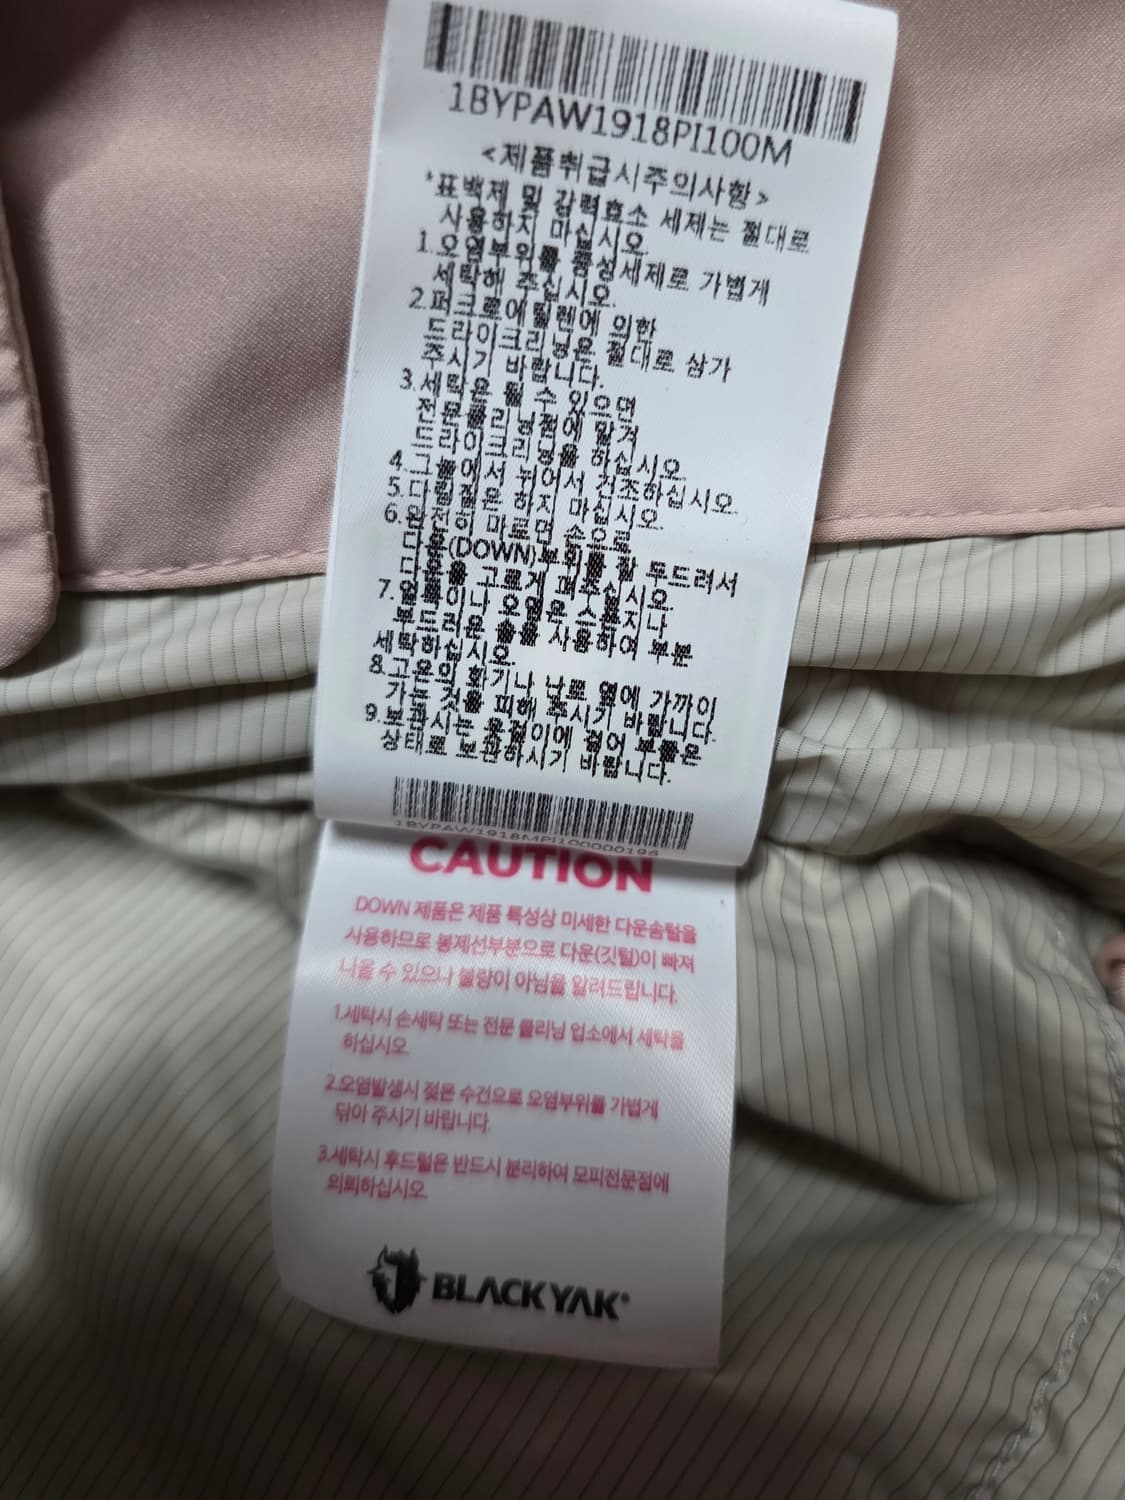 1BYPAW1918PI100M
<제품취급시주의사항>
*표백제 및 강력효소 세제는 절대로
사용하지 마십시오.
1.오염부위를 중성세제로 가볍게
세탁해 주십시오.
2.퍼크로에틸렌에 의한
드라이크리닝은 절대로 삼가
주시기 바랍니다.
3.세탁은 될 수 있으면
전문클리닝점에 맡겨
드라이크리닝을 하십시오.
4.그늘에서 뉘어서 건조하십시오.
5.다림질은 하지 마십시오.
6.완전히 마르면 손으로
다운(DOWN)부위를 잘 두드려서
다운을 고르게 펴주십시오.
7.얼룩이나 오염은 스폰지나
부드러운 솔을 사용하여 부분
세탁하십시오.
8.고온의 화기나 난로 옆에 가까이
가는것을 피해 주시기 바랍니다.
9.보관시는 옷걸이에 걸어 부풀은
상태로 보관하시기 바랍니다.
1BYPAW1918MPI100000196
CAUTION
DOWN 제품은 제품 특성상 미세한 다운솜털을
사용하므로 봉제선부분으로 다운(깃털)이 빠져
나올 수 있으나 불량이 아님을 알려드립니다.
1.세탁시 손세탁 또는 전문 클리닝 업소에서 세탁을
하십시오.
2.오염발생시 젖은 수건으로 오염부위를 가볍게
닦아 주시기 바랍니다.
3.세탁시 후드털은 반드시 분리하여 모피전문점에
의뢰하십시오.
BLACKYAK